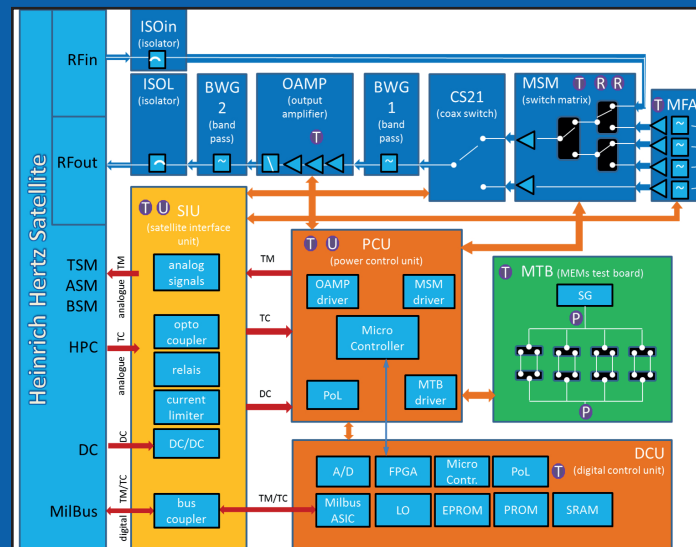 Heinrich Hertz Satellite
RFin
RFout
TSM
ASM
BSM
HPC
DC
MilBus
ISOin
(isolator)
ISOL
(isolator)
BWG
2
(band
pass)
OAMP
(output
amplifier)
T
BWG
1
(band
pass)
CS21
(coax switch)
MSM T R R
(switch matrix)
T MFA
~
~
~
~
~
~
T U SIU
(satellite interface
unit)
analogue TM
analog
signals
analogue TC
opto
coupler
relais
current
limiter
DC
DC/DC
digital TM/TC
bus
coupler
TM
TC
DC
TM/TC
T U PCU
(power control unit)
OAMP
driver
MSM
driver
Micro
Controller
PoL
MTB
driver
T MTB (MEMs test board)
SG
P
P
DCU
(digital control unit)
T
A/D
FPGA
Micro
Contr.
PoL
Milbus
ASIC
LO
EPROM
PROM
SRAM